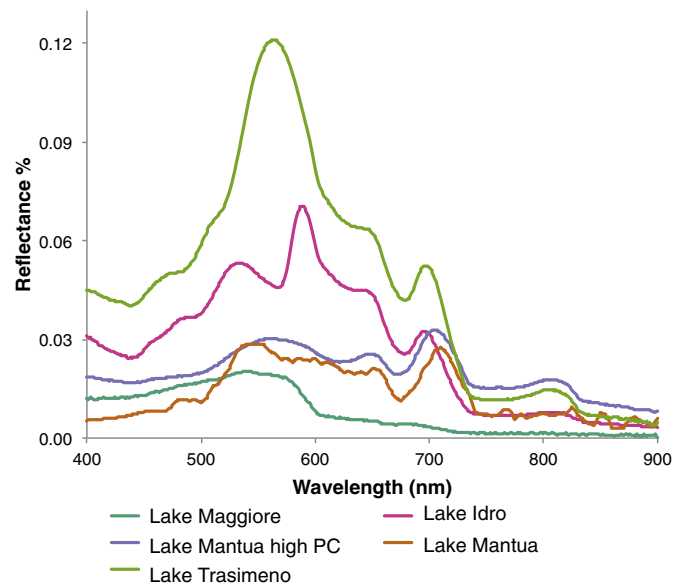 0.12
0.09
0.06
0.03
0.00
Reflectance %
400 500 600 700 800 900
Wavelength (nm)
Lake Maggiore Lake Idro
Lake Mantua high PC Lake Mantua
Lake Trasimeno